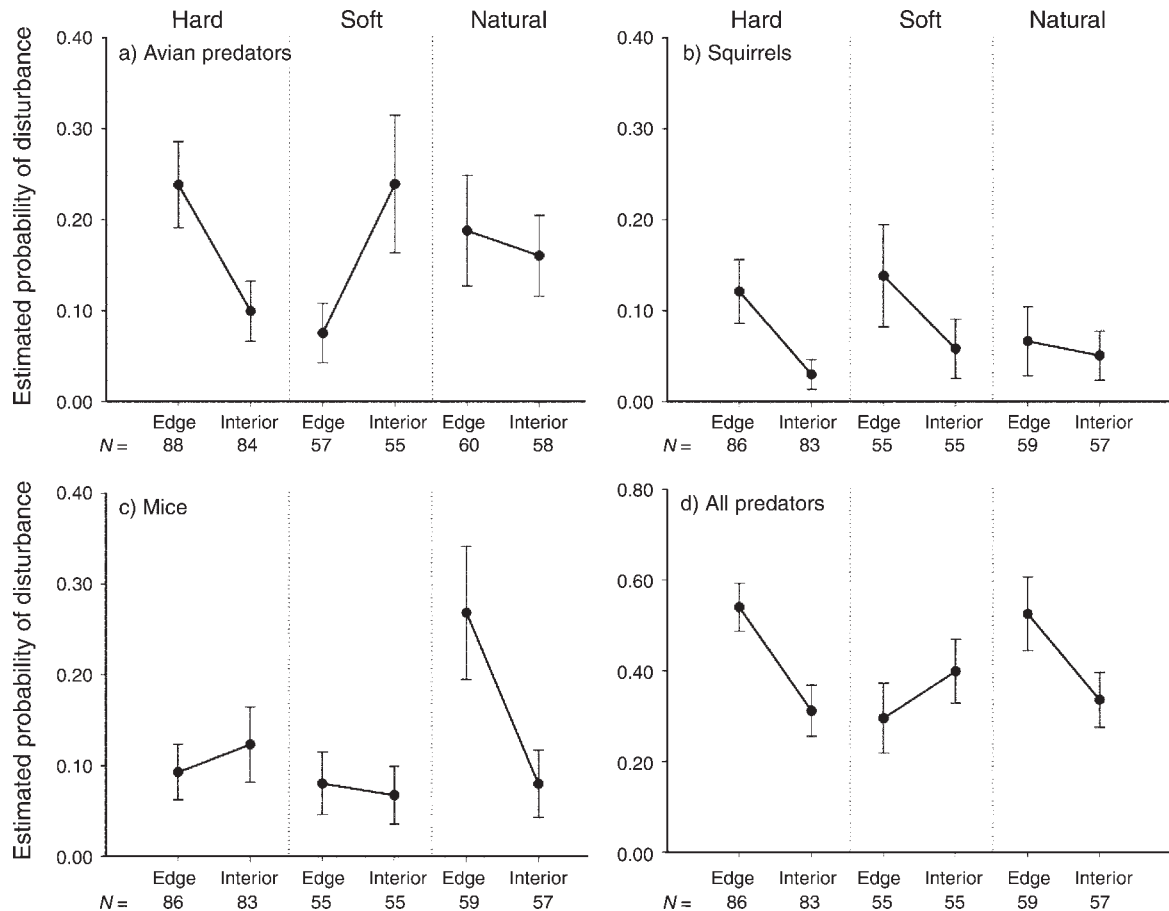 Hard Soft Natural Hard Soft Natural
0.40 0.40
a) Avian predators b) Squirrels
0.30 0.30
0.20 0.20
0.10 0.10
0.00 0.00
Estimated probability of disturbance
Edge Interior Edge Interior Edge Interior Edge Interior Edge Interior Edge Interior
N = 88 84 57 55 60 58 N = 86 83 55 55 59 57
0.40 0.80
c) Mice d) All predators
0.30 0.60
0.20 0.40
0.10 0.20
0.00 0.00
Estimated probability of disturbance
Edge Interior Edge Interior Edge Interior Edge Interior Edge Interior Edge Interior
N = 86 83 55 55 59 57 N = 86 83 55 55 59 57